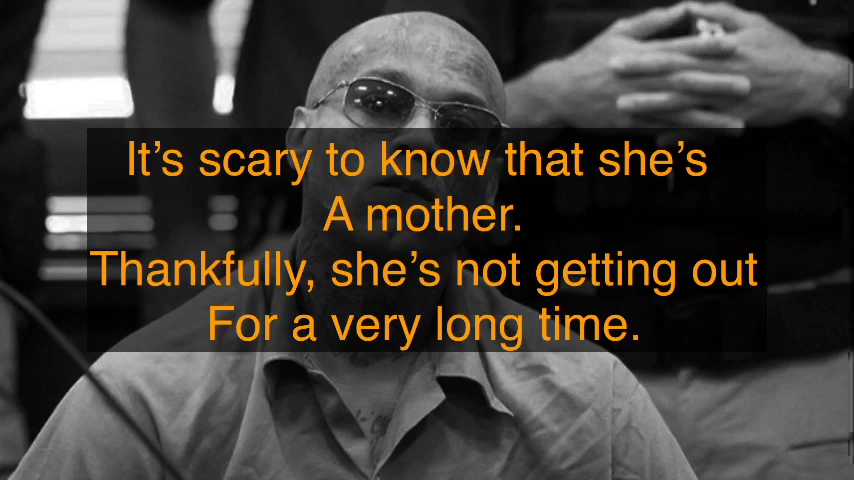 It’s scary to know that she’s
A mother.
Thankfully, she’s not getting out
For a very long time.